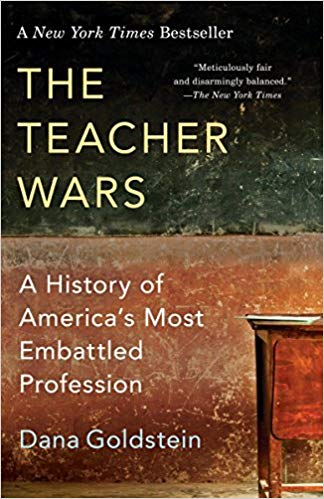 A New York Times Bestseller
THE
TEACHER
WARS
"Meticulously fair
and disarmingly balanced."
—The New York Times
A History of
America's Most
Embattled
Profession
Dana Goldstein